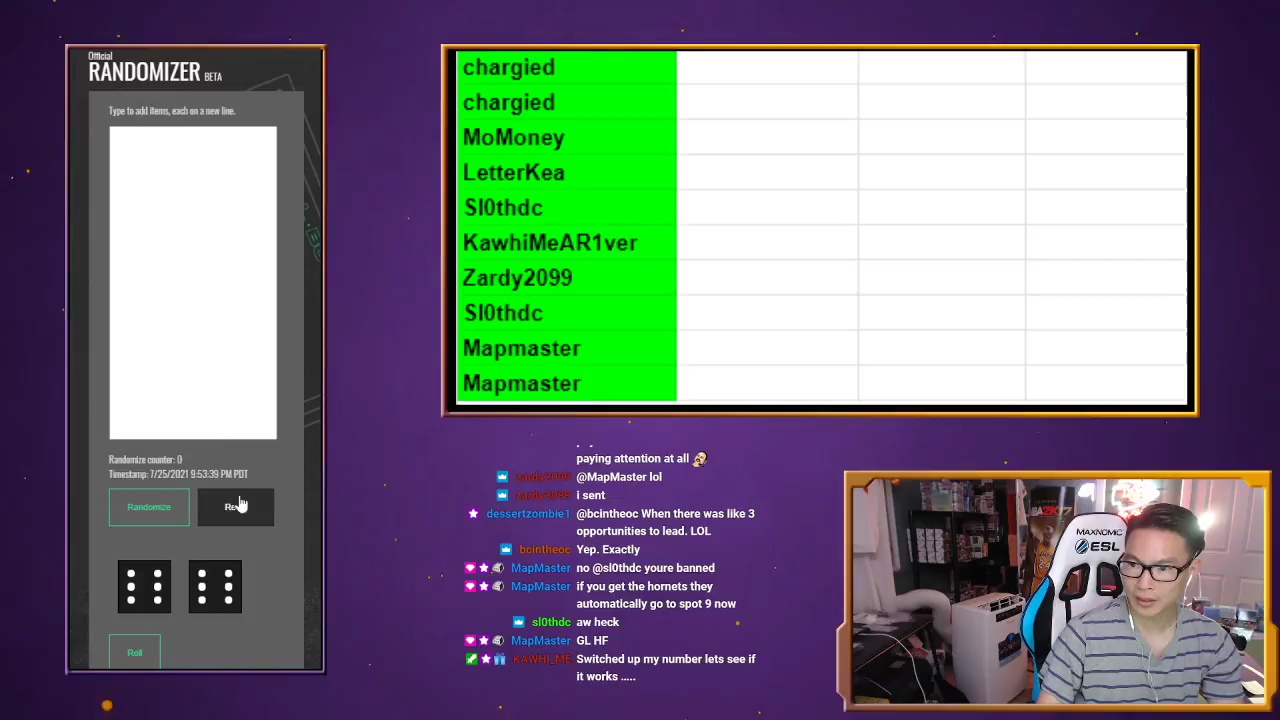 Official
RANDOMIZER BETA
Type to add items, each on a new line.
Randomize counter: 0
Timestamp: 7/25/2021 9:53:39 PM PDT
Randomize
Roll
chargied
chargied
MoMoney
LetterKea
Sl0thdc
KawhiMeAR1ver
Zardy2099
Sl0thdc
Mapmaster
Mapmaster
paying attention at all
zardy2099 @MapMaster lol
zardy2099 i sent
dessertzombie1 @bcintheoc When there was like 3
opportunities to lead. LOL
bcintheoc Yep. Exactly
MapMaster no @sl0thdc youre banned
MapMaster if you get the hornets they
automatically go to spot 9 now
sl0thdc aw heck
MapMaster GL HF
KAWHI_ME Switched up my number lets see if
it works .....
MAXNOMIC
ESL